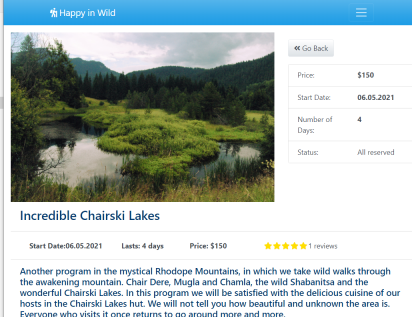 Happy in Wild
Go Back
Price: $150
Start Date: 06.05.2021
Number of
Days: 4
Status: All reserved
Incredible Chairski Lakes
Start Date:06.05.2021 Lasts: 4 days Price: $150 1 reviews
Another program in the mystical Rhodope Mountains, in which we take wild walks through
the awakening mountain. Chair Dere, Mugla and Chamla, the wild Shabanitsa and the
wonderful Chairski Lakes. In this program we will be satisfied with the delicious cuisine of our
hosts in the Chairski Lakes hut. We will not tell you how beautiful and unknown the area is.
Everyone who visits it once returns to go around more and more.